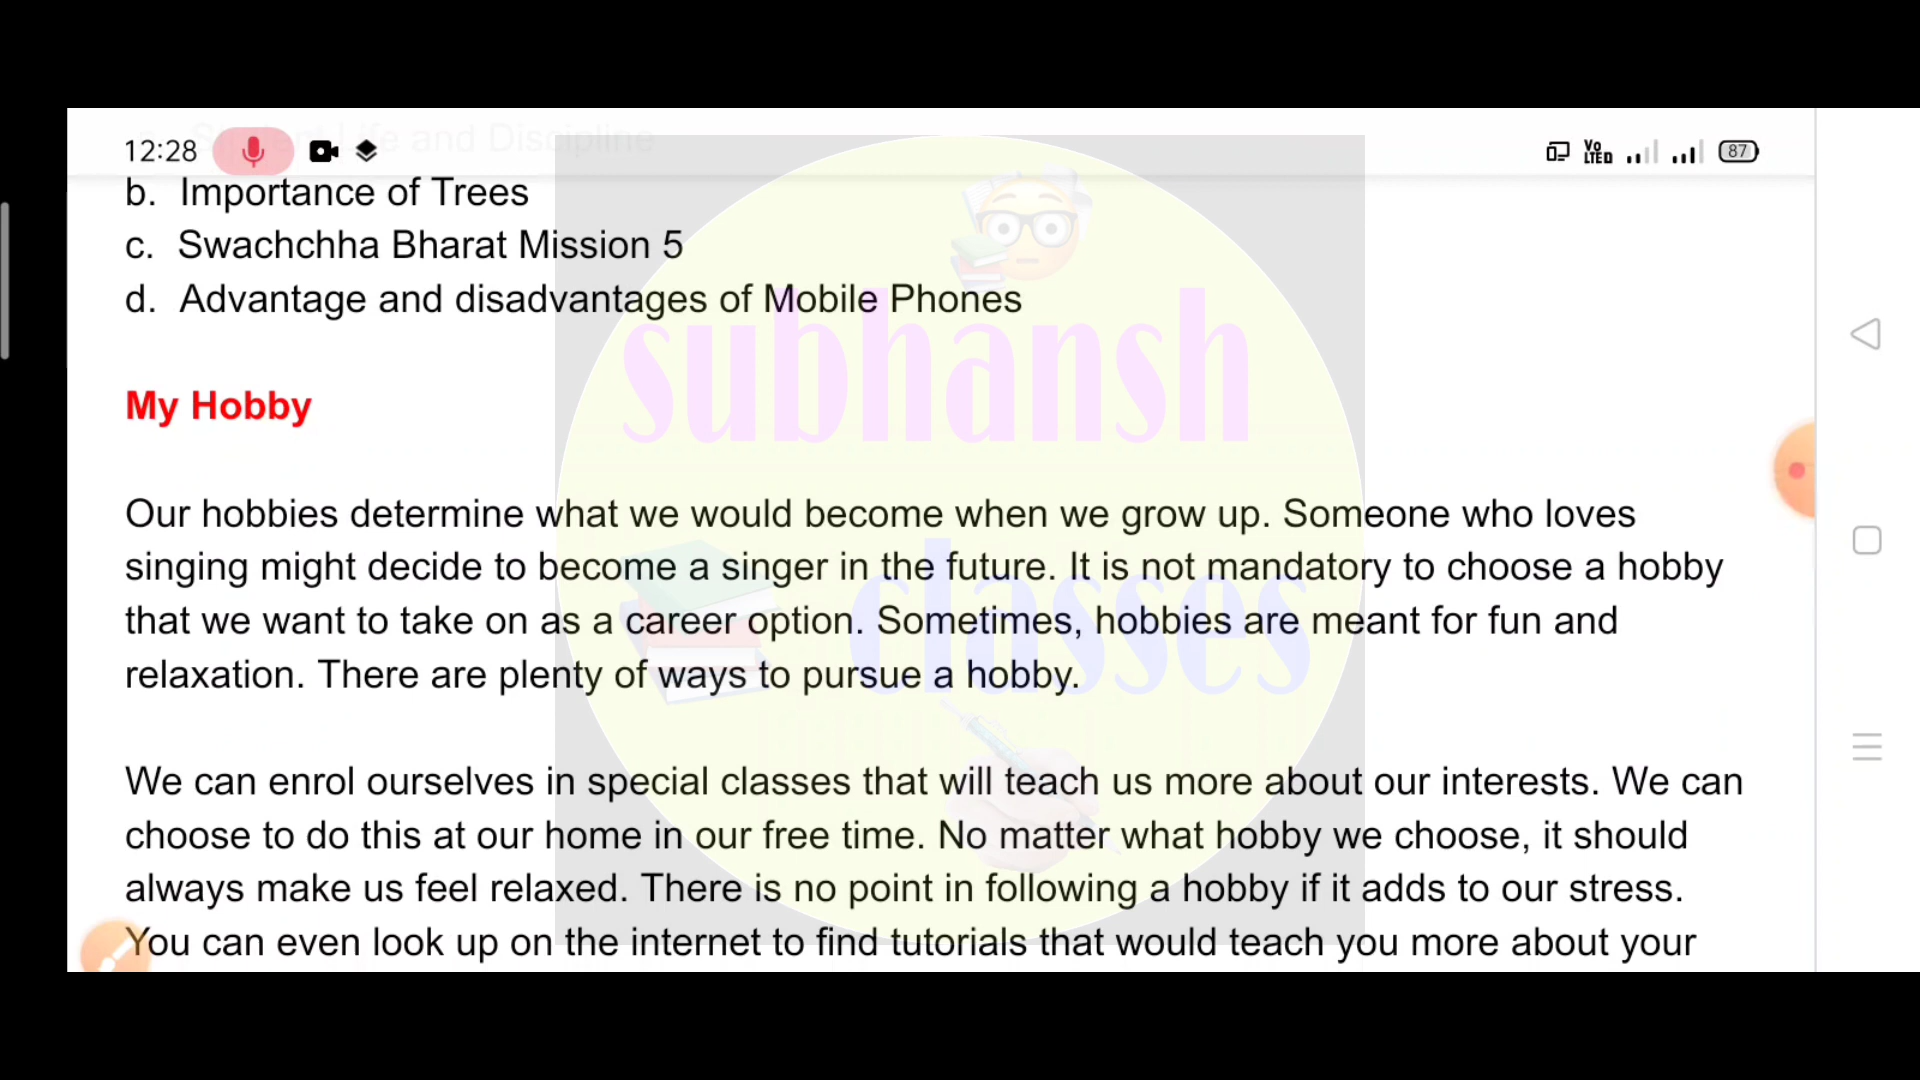 a. Student Life and Discipline
12:28
Vo LTED
87
b. Importance of Trees
c. Swachchha Bharat Mission 5
d. Advantage and disadvantages of Mobile Phones
subhansh
My Hobby
Our hobbies determine what we would become when we grow up. Someone who loves
singing might decide to become a singer in the future. It is not mandatory to choose a hobby
that we want to take on as a career option. Sometimes, hobbies are meant for fun and
relaxation. There are plenty of ways to pursue a hobby.
classes
We can enrol ourselves in special classes that will teach us more about our interests. We can
choose to do this at our home in our free time. No matter what hobby we choose, it should
always make us feel relaxed. There is no point in following a hobby if it adds to our stress.
You can even look up on the internet to find tutorials that would teach you more about your